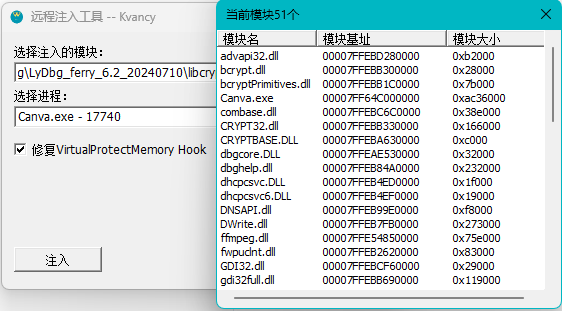 远程注入工具 -- Kvancy
选择注入的模块:
g\LyDbg_ferry_6.2_20240710\libcry
选择进程:
Canva.exe - 17740
修复VirtualProtectMemory Hook
注入
当前模块51个
模块名 模块基址 模块大小
advapi32.dll 00007FFEBD280000 0xb2000
bcrypt.dll 00007FFEBB300000 0x28000
bcryptPrimitives.dll 00007FFEBB1C0000 0x7b000
Canva.exe 00007FF64C000000 0xac36000
combase.dll 00007FFEBC6C0000 0x38e000
CRYPT32.dll 00007FFEBB330000 0x166000
CRYPTBASE.DLL 00007FFEBA630000 0xc000
dbgcore.DLL 00007FFEAE530000 0x32000
dbghelp.dll 00007FFEB84A0000 0x232000
dhcpcsvc.DLL 00007FFEB4ED0000 0x1f000
dhcpcsvc6.DLL 00007FFEB4EF0000 0x19000
DNSAPI.dll 00007FFEB99E0000 0xf8000
DWrite.dll 00007FFEB7FB0000 0x273000
ffmpeg.dll 00007FFE54850000 0x75e000
fwpuclnt.dll 00007FFEB2620000 0x83000
GDI32.dll 00007FFEBCF60000 0x29000
gdi32full.dll 00007FFEBB690000 0x119000